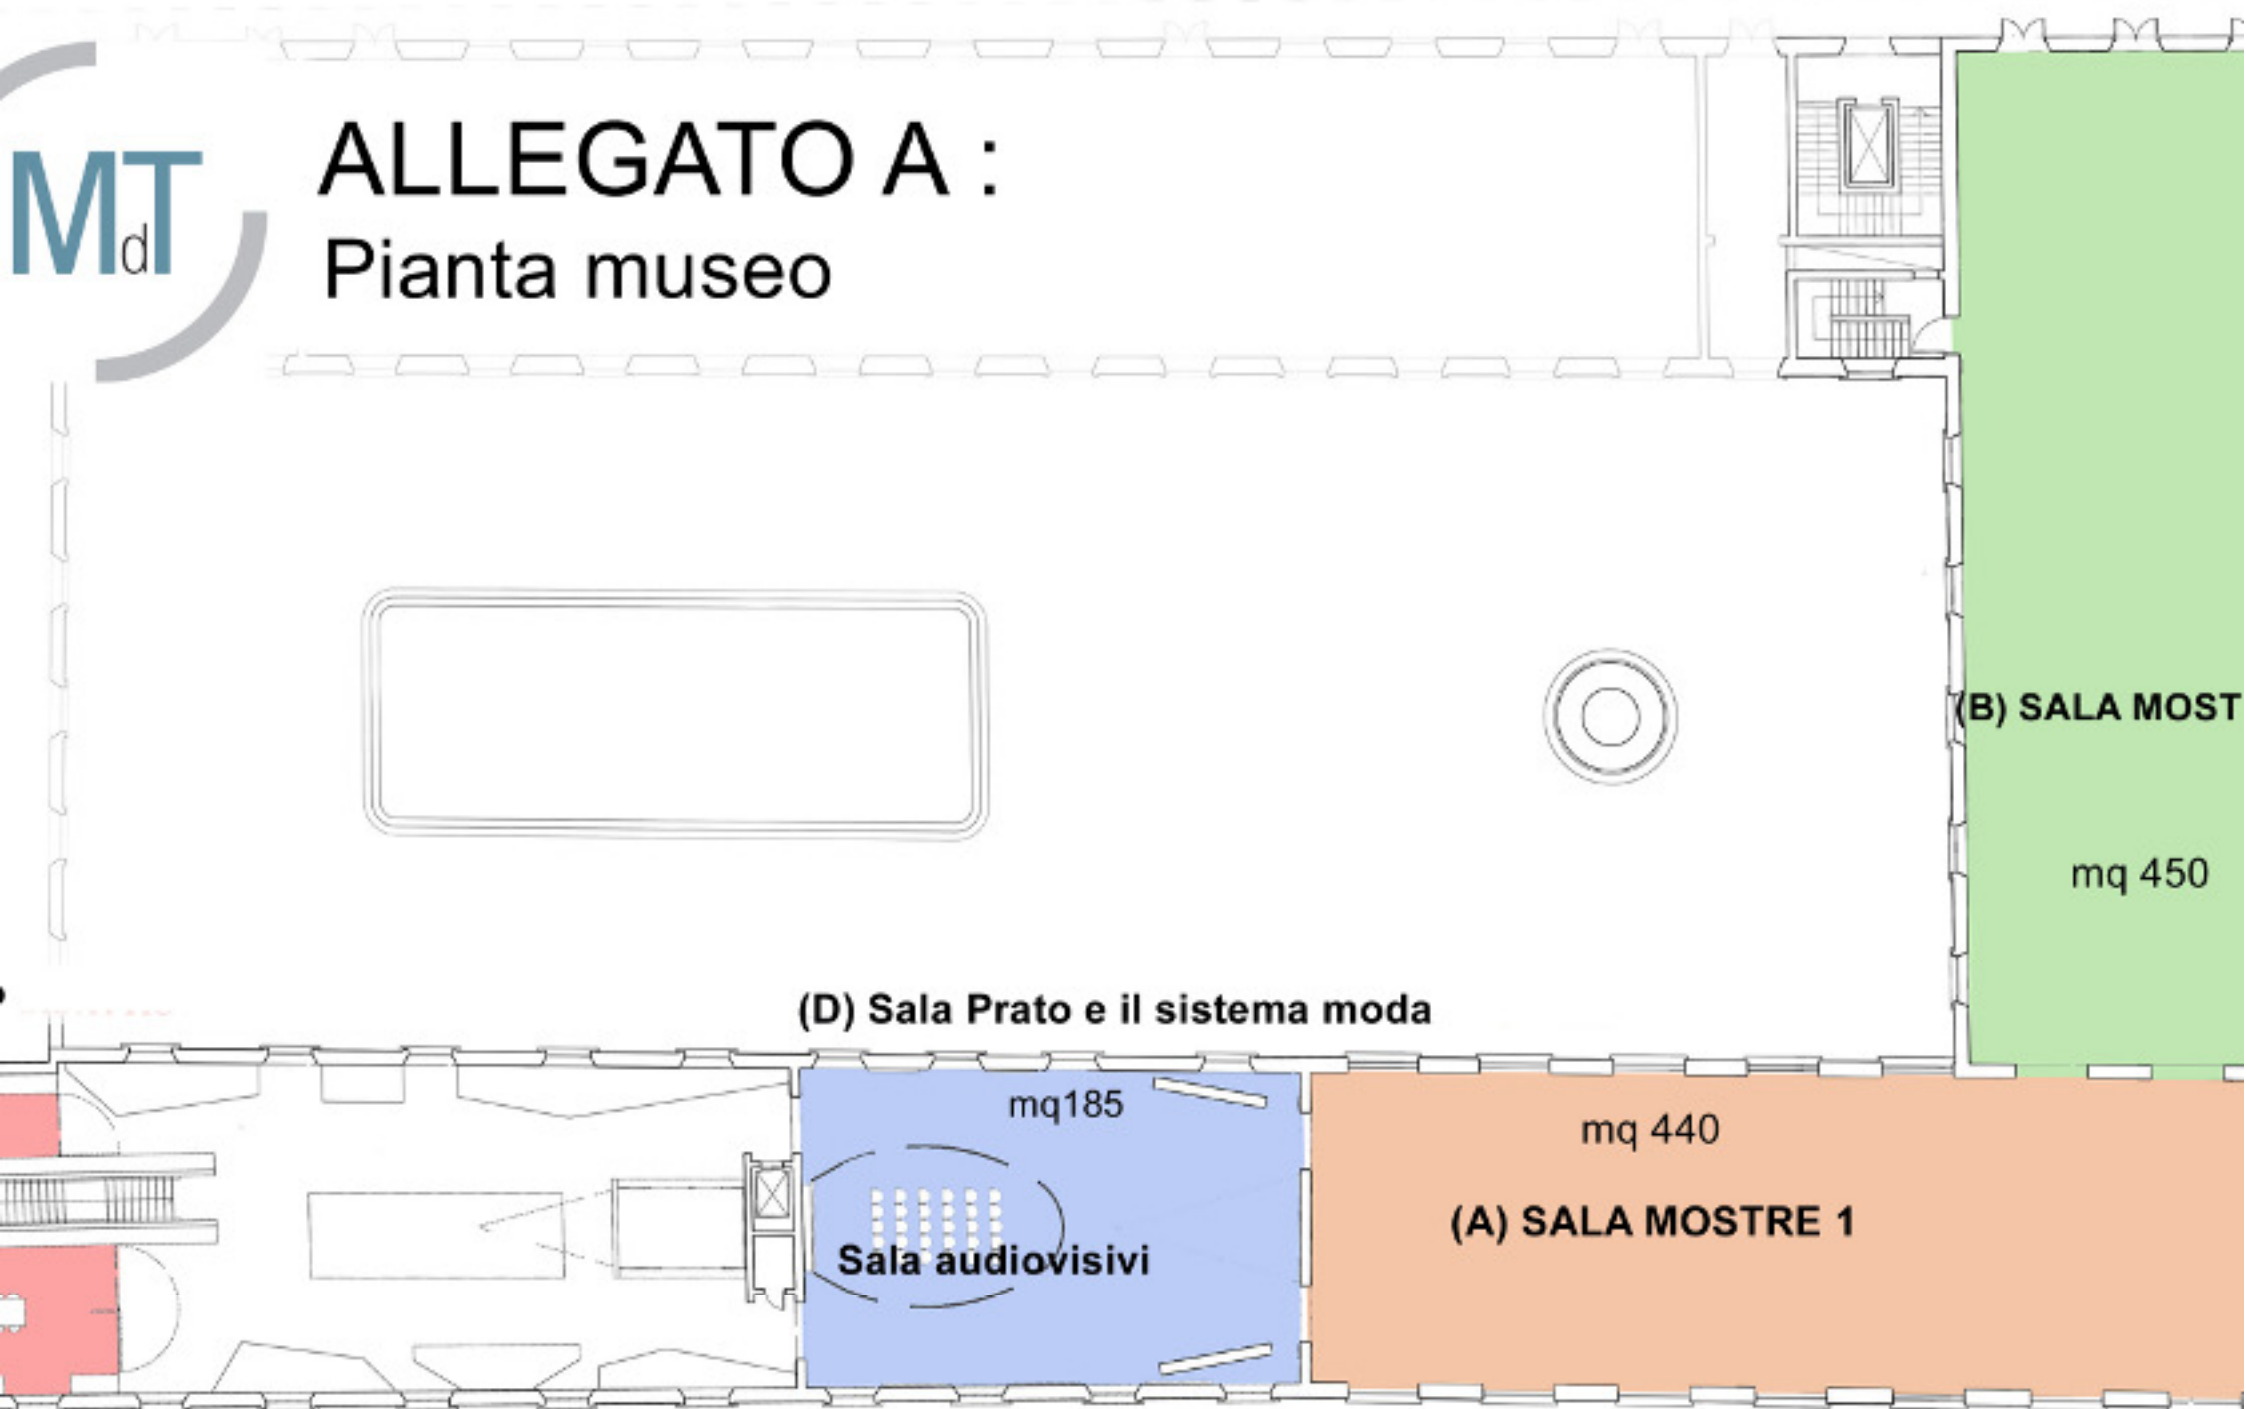 MdT
ALLEGATO A :
Pianta museo
(B) SALA MOST
mq 450
(D) Sala Prato e il sistema moda
mq185
mq 440
(A) SALA MOSTRE 1
Sala audiovisivi